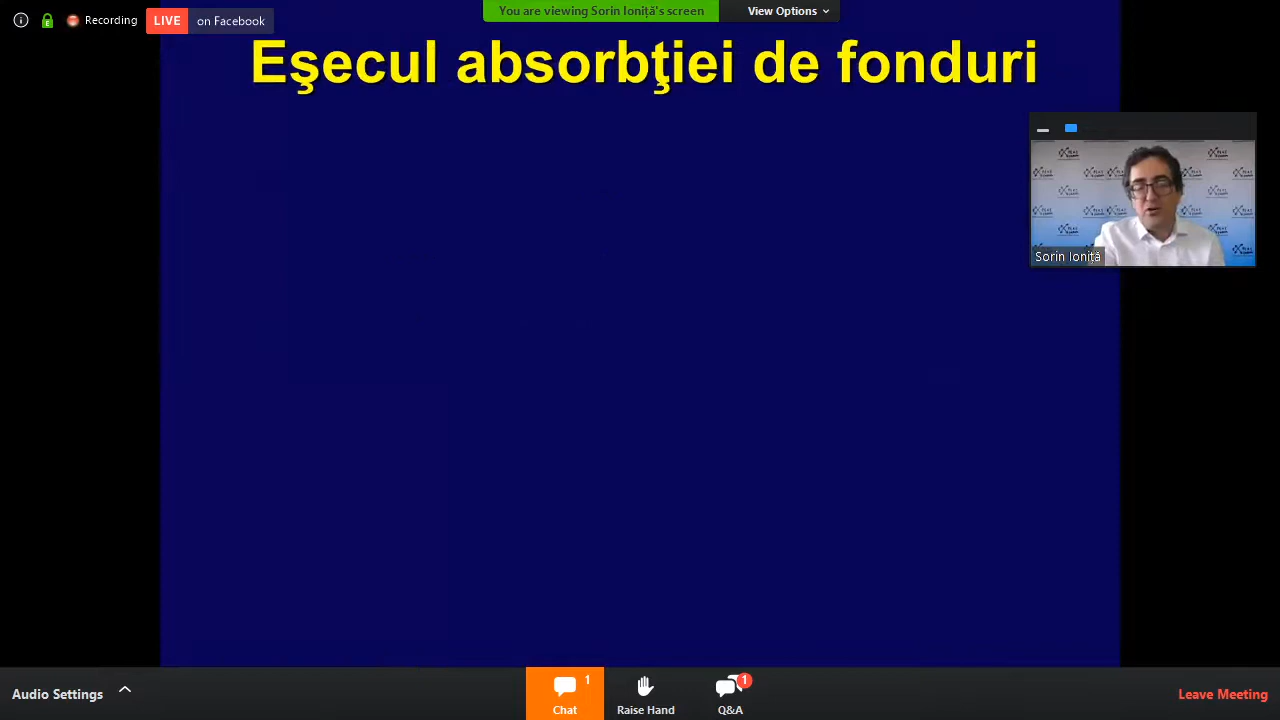 You are viewing Sorin Ioniță's screen
View Options
Recording
LIVE on Facebook
Eşecul absorbţiei de fonduri
Sorin Ioniță
Audio Settings
1
Chat
Raise Hand
1
Q&A
Leave Meeting